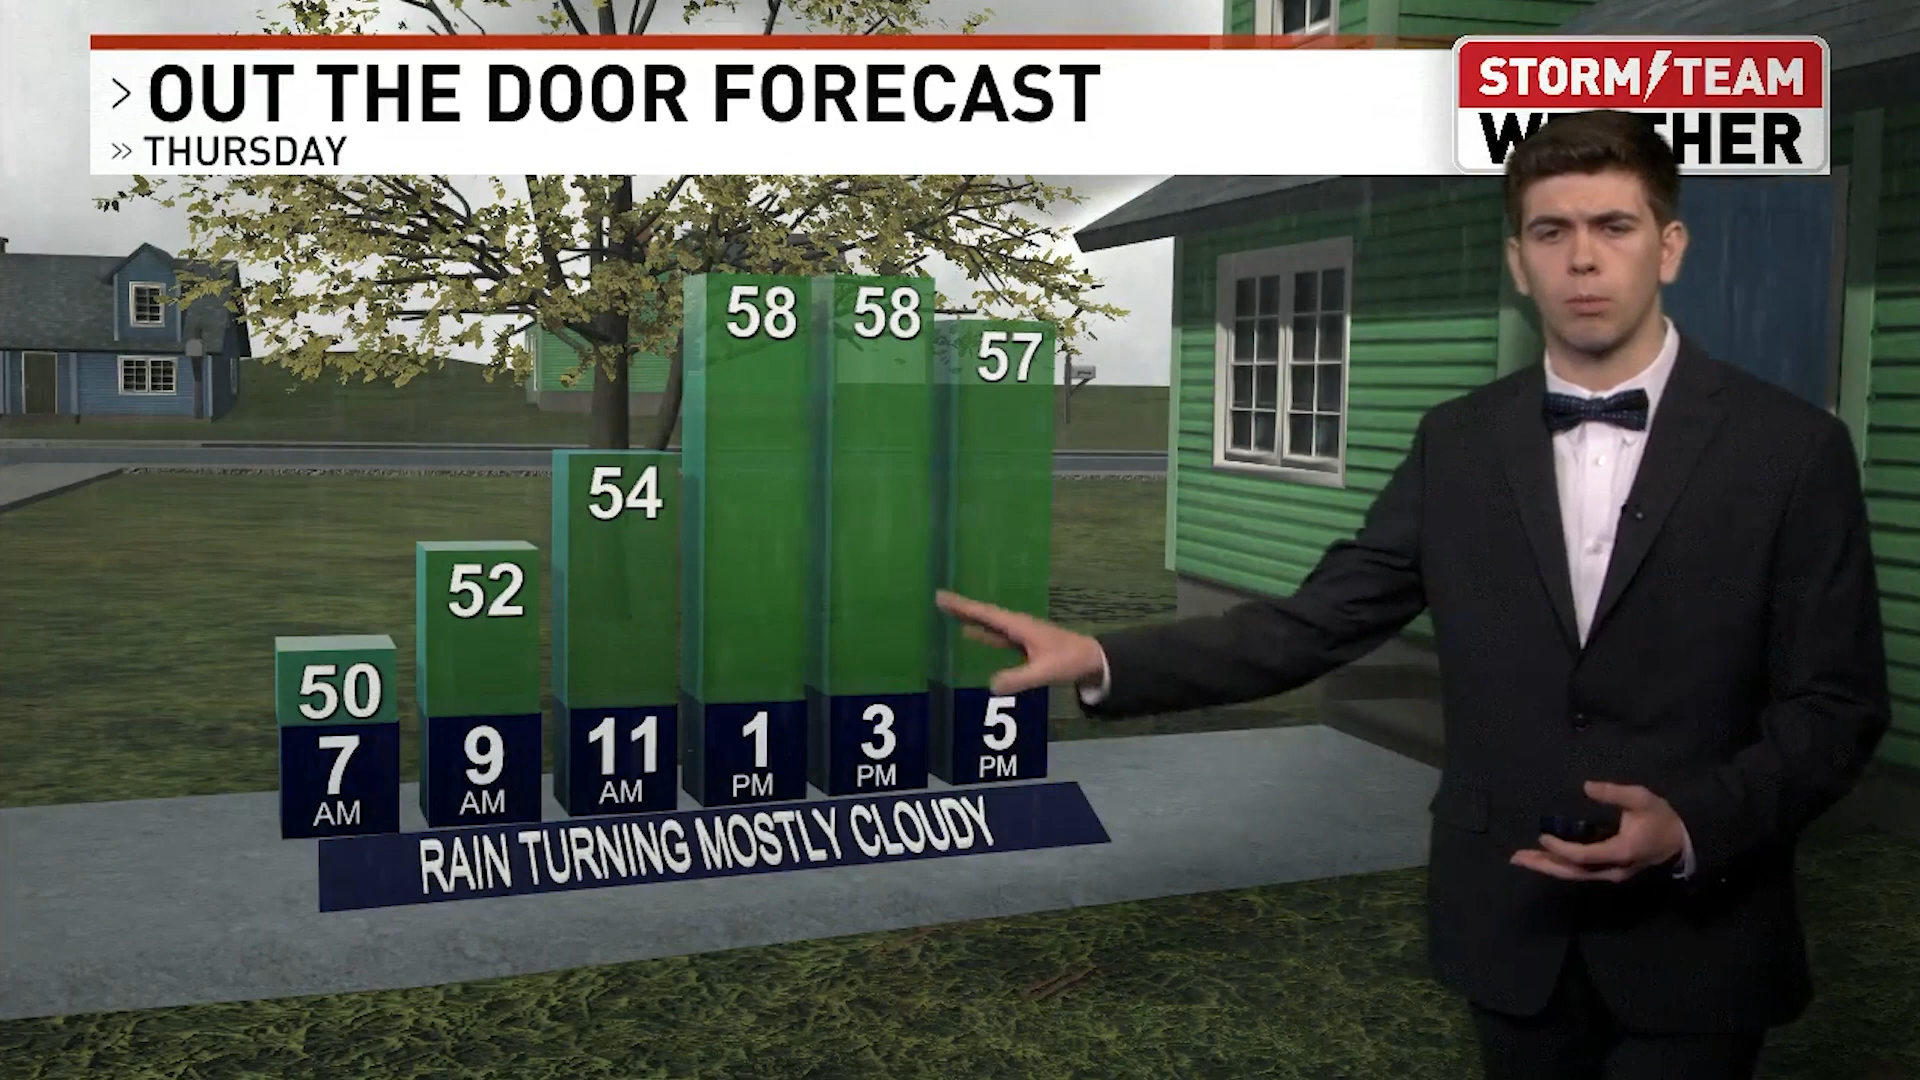 > OUT THE DOOR FORECAST
>> THURSDAY
STORM TEAM
58
58
57
54
52
50
7
AM
9
AM
11
AM
1
PM
3
PM
5
PM
RAIN TURNING MOSTLY CLOUDY